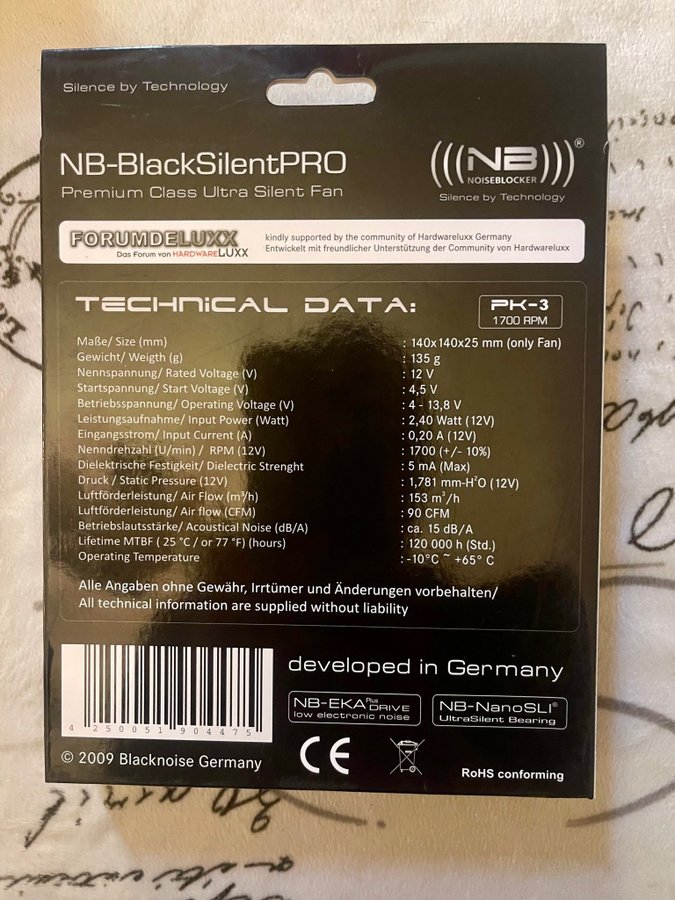 Silence by Technology
NB-BlackSilentPRO
Premium Class Ultra Silent Fan
(((NB)))®
NOISEBLOCKER
Silence by Technology
FORUMDELUXX
Das Forum von HARDWARELUXX
kindly supported by the community of Hardwareluxx Germany
Entwickelt mit freundlicher Unterstützung der Community von Hardwareluxx
TECHNICAL DATA:
PK-3
1700 RPM
Maße/ Size (mm) : 140x140x25 mm (only Fan)
Gewicht/ Weigth (g) : 135 g
Nennspannung/ Rated Voltage (V) : 12 V
Startspannung/ Start Voltage (V) : 4,5 V
Betriebsspannung/ Operating Voltage (V) : 4 - 13,8 V
Leistungsaufnahme/ Input Power (Watt) : 2,40 Watt (12V)
Eingangsstrom/ Input Current (A) : 0,20 A (12V)
Nenndrehzahl (U/min) / RPM (12V) : 1700 (+/- 10%)
Dielektrische Festigkeit/ Dielectric Strenght : 5 mA (Max)
Druck / Static Pressure (12V) : 1,781 mm-H²O (12V)
Luftförderleistung/ Air Flow (m³/h) : 153 m³/h
Luftförderleistung/ Air flow (CFM) : 90 CFM
Betriebslautsstärke/ Acoustical Noise (dB/A) : ca. 15 dB/A
Lifetime MTBF ( 25 °C / or 77 °F) (hours) : 120 000 h (Std.)
Operating Temperature : -10°C ~ +65° C
Alle Angaben ohne Gewähr, Irrtümer und Änderungen vorbehalten/
All technical information are supplied without liability
4 250051 904475
developed in Germany
NB-EKA Plus DRIVE
low electronic noise
NB-NanoSLI®
UltraSilent Bearing
© 2009 Blacknoise Germany
CE
RoHS conforming